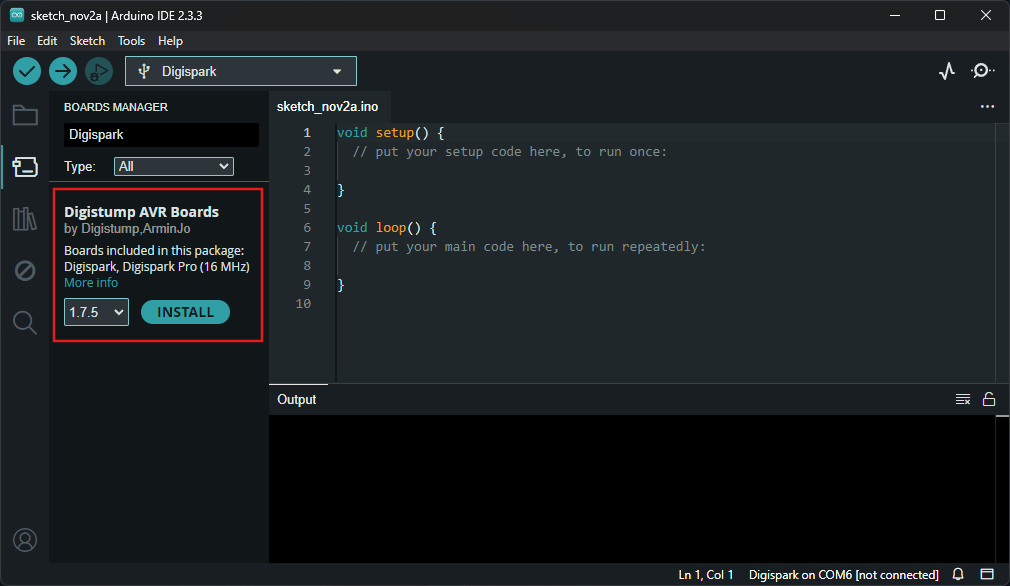 sketch_nov2a | Arduino IDE 2.3.3
File Edit Sketch Tools Help
Digispark
BOARDS MANAGER
Digispark
Type: All
Digistump AVR Boards
by Digistump,ArminJo
Boards included in this package:
Digispark, Digispark Pro (16 MHz)
More info
1.7.5 INSTALL
sketch_nov2a.ino
1 void setup() {
2 // put your setup code here, to run once:
3
4 }
5
6 void loop() {
7 // put your main code here, to run repeatedly:
8
9 }
10
Output
Ln 1, Col 1 Digispark on COM6 [not connected]